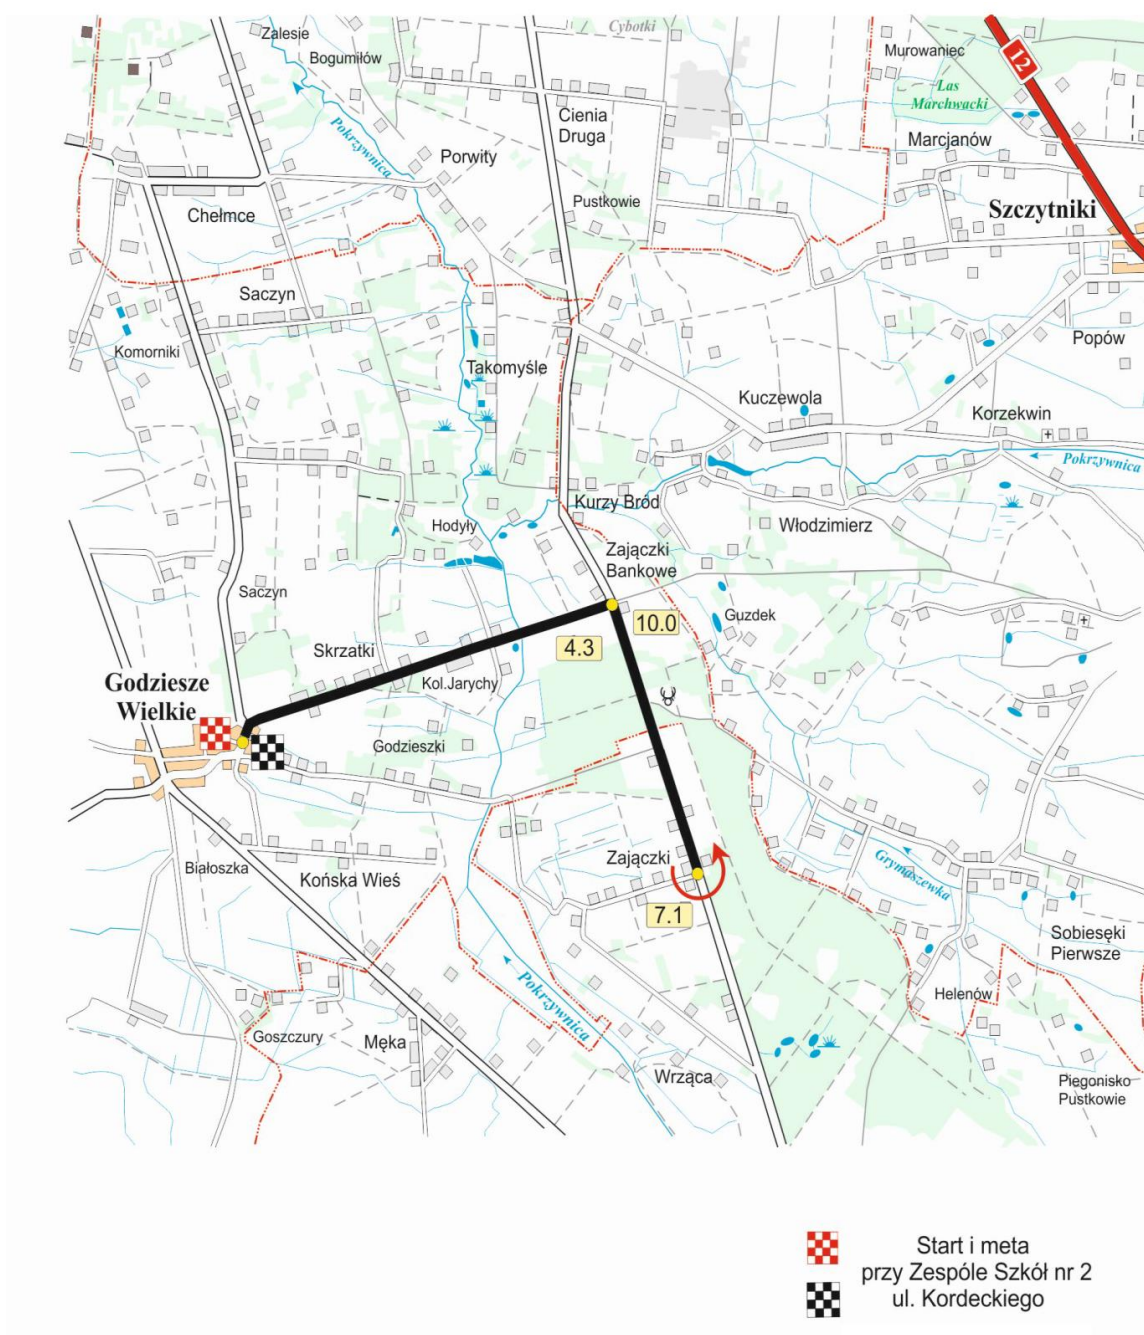 Zalesie
Cybotki
Bogumiłów
Murowaniec
12
Las
Marchwacki
Cienia
Druga
Pokrzywnica
Marcjanów
Porwity
Pustkowie
Chełmce
Szczytniki
Saczyn
Komorniki
Popów
Takomyśle
Kuczewola
Korzekwin
Pokrzywnica
Kurzy Bród
Hodyły
Włodzimierz
Zajączki
Bankowe
Saczyn
Guzdek
10.0
4.3
Skrzatki
Kol.Jarychy
Godziesze
Wielkie
Godzieszki
Zajączki
Grymaszewka
Białoszka
Końska Wieś
7.1
Sobiesęki
Pierwsze
Pokrzywnica
Helenów
Goszczury
Męka
Wrząca
Piegonisko
Pustkowie
Start i meta
przy Zespóle Szkół nr 2
ul. Kordeckiego